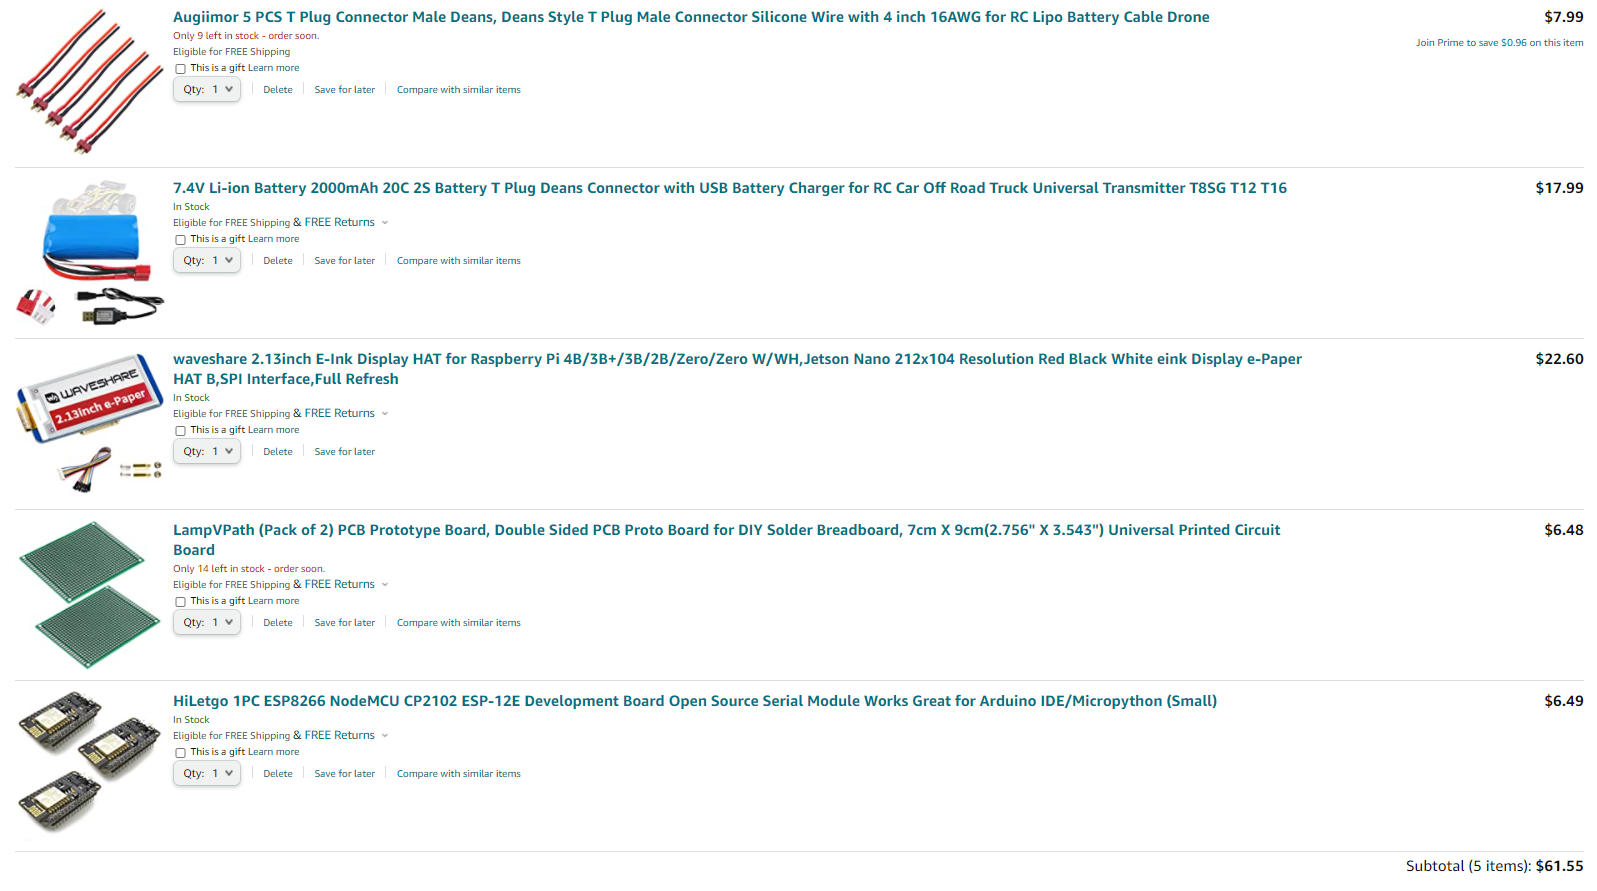 Augiimor 5 PCS T Plug Connector Male Deans, Deans Style T Plug Male Connector Silicone Wire with 4 inch 16AWG for RC Lipo Battery Cable Drone
$7.99
Only 9 left in stock - order soon.
Join Prime to save $0.96 on this item
Eligible for FREE Shipping
This is a gift Learn more
Qty: 1 Delete Save for later Compare with similar items
7.4V Li-ion Battery 2000mAh 20C 2S Battery T Plug Deans Connector with USB Battery Charger for RC Car Off Road Truck Universal Transmitter T8SG T12 T16
$17.99
In Stock
Eligible for FREE Shipping & FREE Returns
This is a gift Learn more
Qty: 1 Delete Save for later Compare with similar items
WAVESHARE
2.13inch e-Paper
waveshare 2.13inch E-Ink Display HAT for Raspberry Pi 4B/3B+/3B/2B/Zero/Zero W/WH,Jetson Nano 212x104 Resolution Red Black White eink Display e-Paper
HAT B,SPI Interface,Full Refresh
$22.60
In Stock
Eligible for FREE Shipping & FREE Returns
This is a gift Learn more
Qty: 1 Delete Save for later
LampVPath (Pack of 2) PCB Prototype Board, Double Sided PCB Proto Board for DIY Solder Breadboard, 7cm X 9cm(2.756" X 3.543") Universal Printed Circuit
Board
$6.48
Only 14 left in stock - order soon.
Eligible for FREE Shipping & FREE Returns
This is a gift Learn more
Qty: 1 Delete Save for later Compare with similar items
HiLetgo 1PC ESP8266 NodeMCU CP2102 ESP-12E Development Board Open Source Serial Module Works Great for Arduino IDE/Micropython (Small)
$6.49
In Stock
Eligible for FREE Shipping & FREE Returns
This is a gift Learn more
Qty: 1 Delete Save for later Compare with similar items
Subtotal (5 items): $61.55